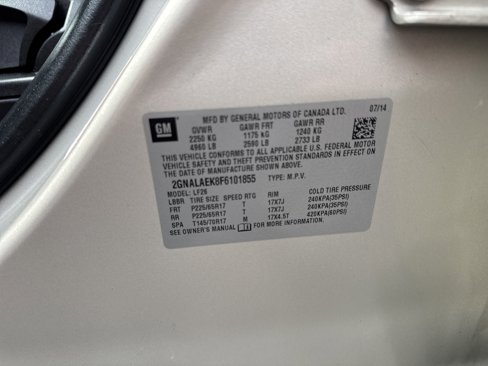 GM
MFD BY GENERAL MOTORS OF CANADA LTD. 07/14
GVWR GAWR FRT GAWR RR
2250 KG 1175 KG 1240 KG
4960 LB 2590 LB 2733 LB
THIS VEHICLE CONFORMS TO ALL APPLICABLE U.S. FEDERAL MOTOR
VEHICLE SAFETY AND THEFT PREVENTION STANDARDS IN EFFECT ON
THE DATE OF MANUFACTURE SHOWN ABOVE.
2GNALAEK8F6101855 TYPE: M.P.V.
MODEL: LF26
LBBR TIRE SIZE SPEED RTG RIM COLD TIRE PRESSURE
FRT P225/65R17 T 17X7J 240KPA(35PSI)
RR P225/65R17 T 17X7J 240KPA(35PSI)
SPA T145/70R17 M 17X4.5T 420KPA(60PSI)
SEE OWNER'S MANUAL FOR MORE INFORMATION.